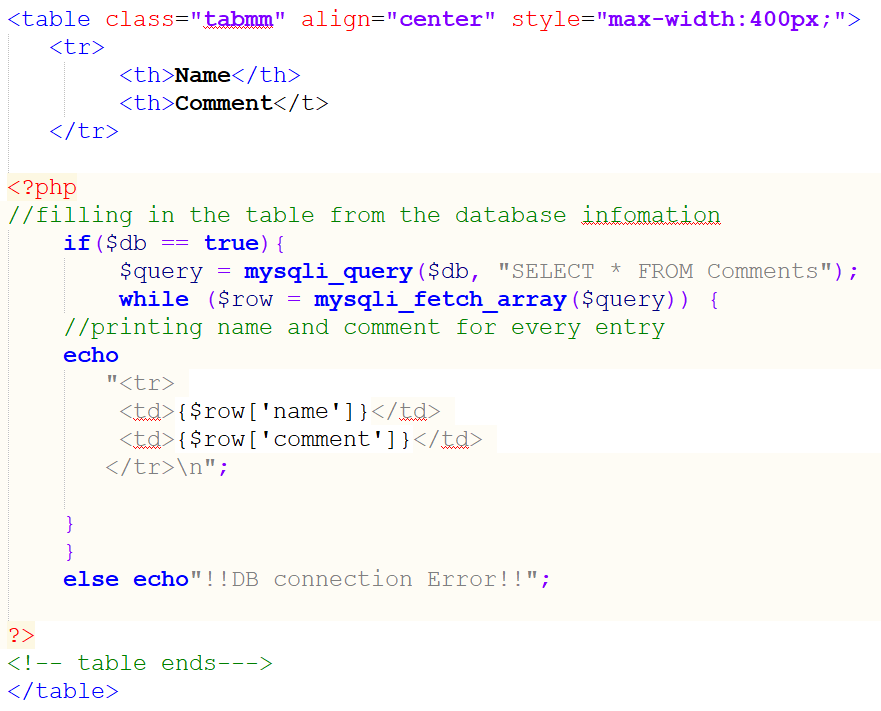 <table class="tabmm" align="center" style="max-width:400px;">
<tr>
<th>Name</th>
<th>Comment</t>
</tr>
<?php
//filling in the table from the database infomation
if($db == true){
$query = mysqli_query($db, "SELECT * FROM Comments");
while ($row = mysqli_fetch_array($query)) {
//printing name and comment for every entry
echo
"<tr>
<td>{$row['name']}</td>
<td>{$row['comment']}</td>
</tr>\n";
}
}
else echo"!!DB connection Error!!";
?>
<!-- table ends--->
</table>